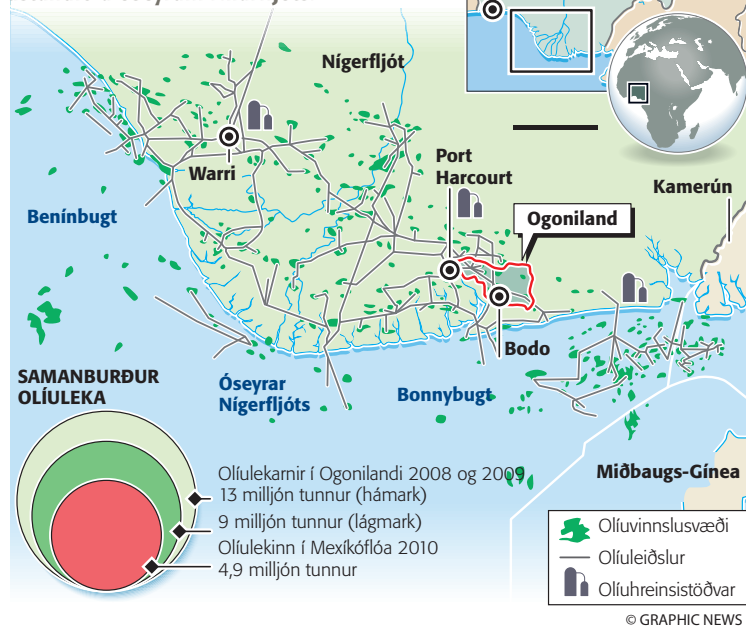 Nígerfljót
Warri
Port
Harcourt
Kamerún
Benínbugt
Ogoniland
Bodo
SAMANBURÐUR
OLÍULEKA
Óseyrar
Nígerfljóts
Bonnybugt
Olíulekarnir í Ogonilandi 2008 og 2009
13 milljón tunnur (hámark)
9 milljón tunnur (lágmark)
Olíulekinn í Mexíkóflóa 2010
4,9 milljón tunnur
Miðbaugs-Gínea
Olíuvinnslusvæði
Olíuleiðslur
Olíuhreinsistöðvar
© GRAPHIC NEWS